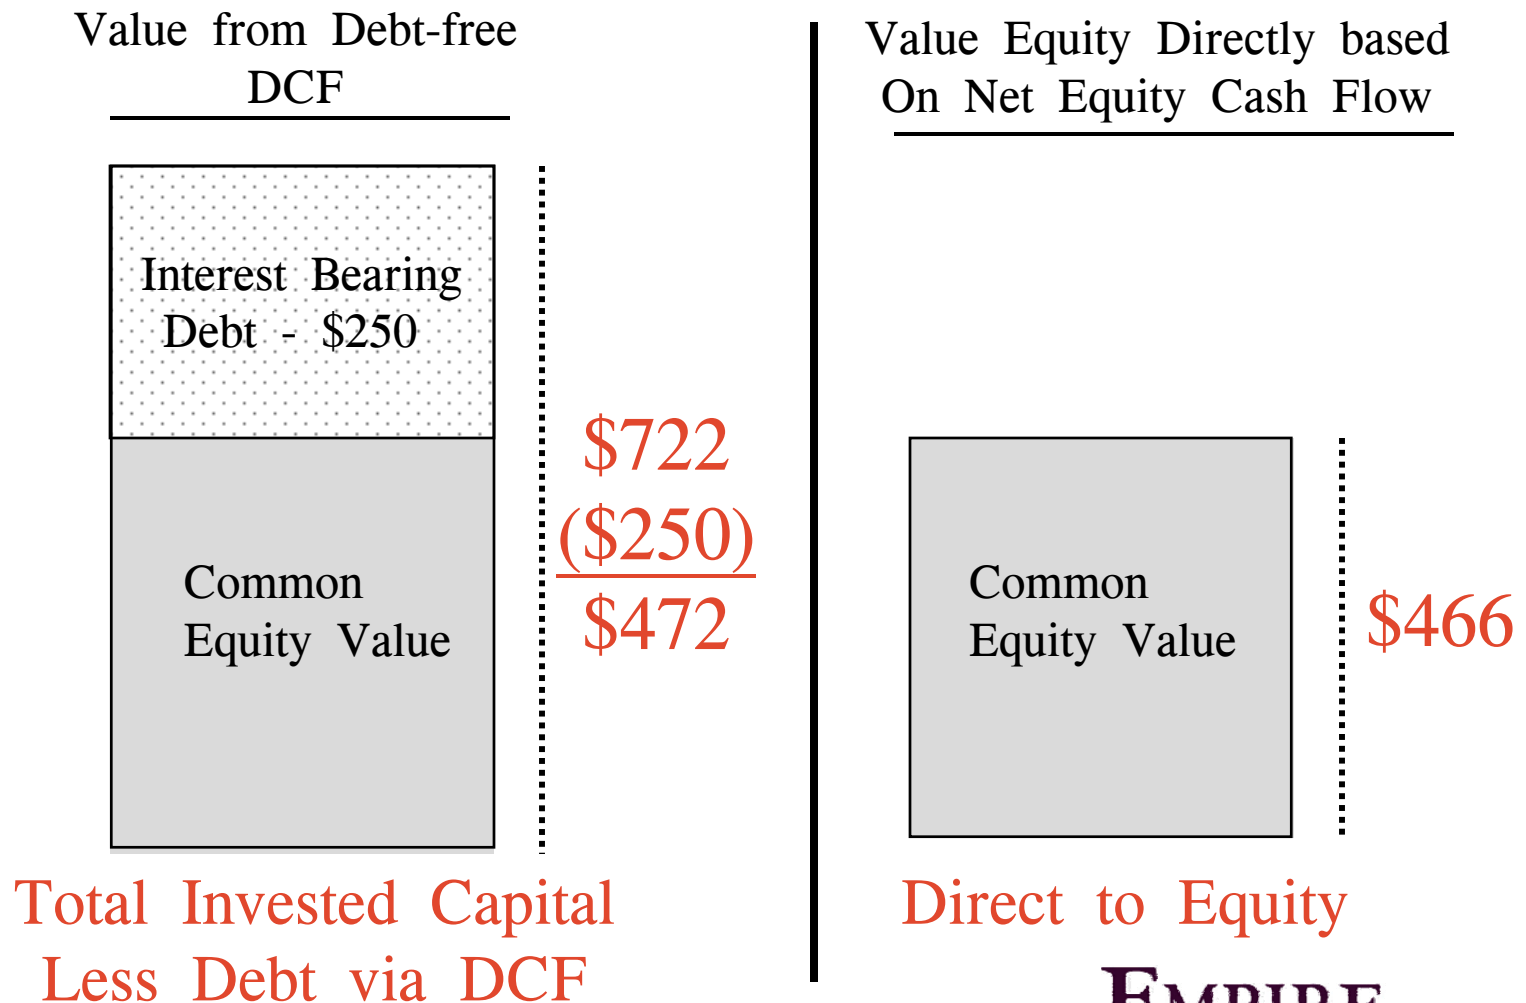 Value from Debt-free
DCF
Interest Bearing
Debt - $250
Common
Equity Value
$722
($250)
$472
Total Invested Capital
Less Debt via DCF
Value Equity Directly based
On Net Equity Cash Flow
Common
Equity Value
$466
Direct to Equity
EMPIRE